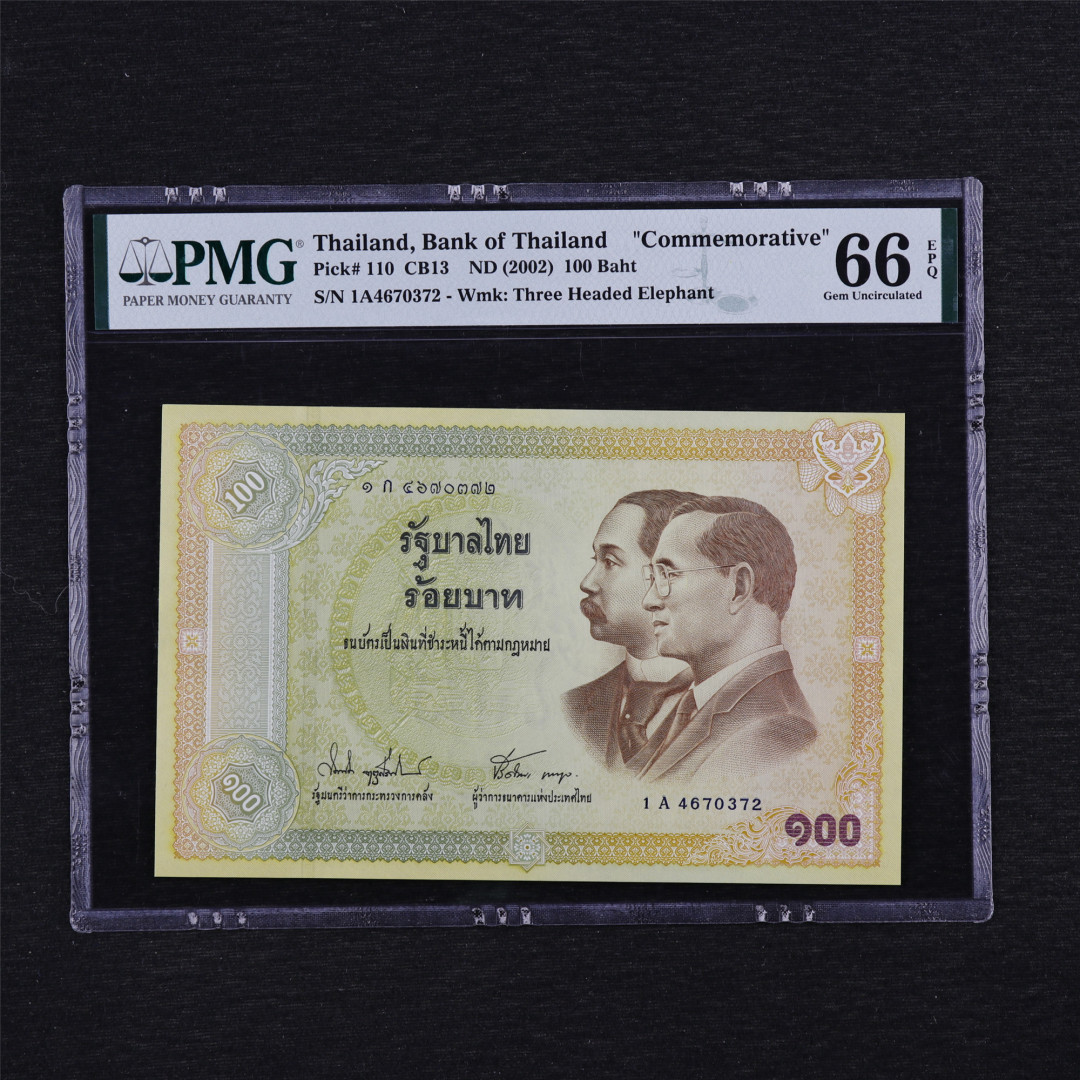 PMG®
PAPER MONEY GUARANTY
Thailand, Bank of Thailand "Commemorative"
Pick# 110 CB13 ND (2002) 100 Baht
S/N 1A4670372 - Wmk: Three Headed Elephant
66
EPQ
Gem Uncirculated
100
๑ ก ๔๖๗๐๓๗๒
รัฐบาลไทย
ร้อยบาท
ธนบัตรเป็นเงินที่ชำระหนี้ได้ตามกฎหมาย
รัฐมนตรีว่าการกระทรวงการคลัง ผู้ว่าการธนาคารแห่งประเทศไทย
1 A 4670372
๑๐๐
๑๐๐